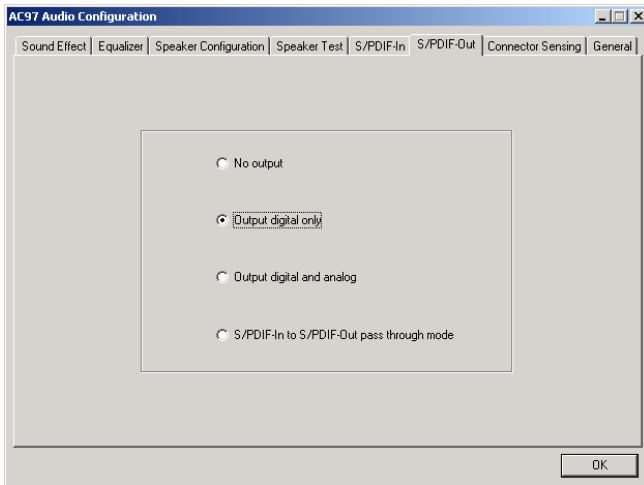 AC97 Audio Configuration
Sound Effect Equalizer Speaker Configuration Speaker Test S/PDIF-In S/PDIF-Out Connector Sensing General
No output
Output digital only
Output digital and analog
S/PDIF-In to S/PDIF-Out pass through mode
OK